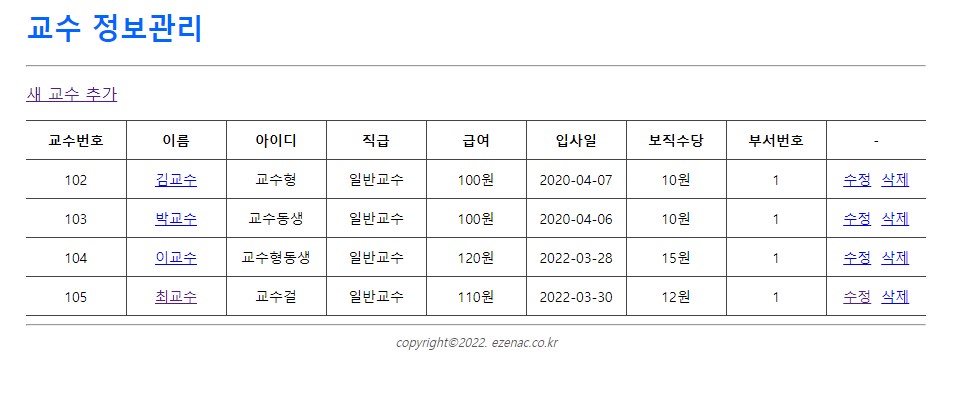 교수 정보관리
새 교수 추가
교수번호 이름 아이디 직급 급여 입사일 보직수당 부서번호 -
102 김교수 교수형 일반교수 100원 2020-04-07 10원 1 수정 삭제
103 박교수 교수동생 일반교수 100원 2020-04-06 10원 1 수정 삭제
104 이교수 교수형동생 일반교수 120원 2022-03-28 15원 1 수정 삭제
105 최교수 교수걸 일반교수 110원 2022-03-30 12원 1 수정 삭제
copyright©2022. ezenac.co.kr